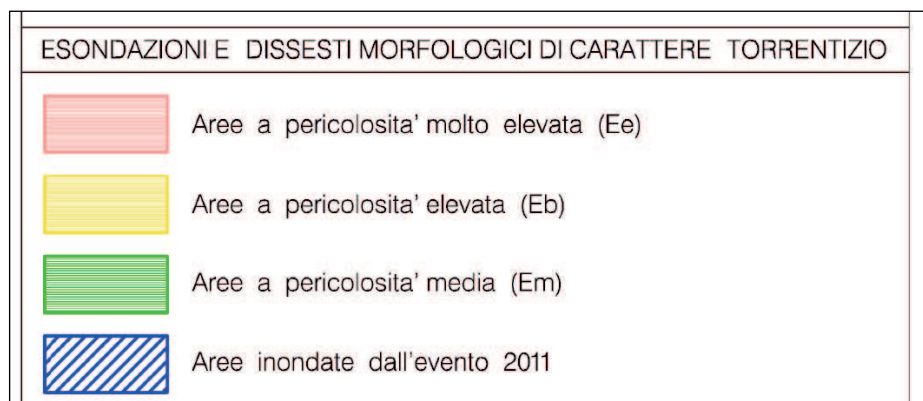 ESONDAZIONI E DISSESTI MORFOLOGICI DI CARATTERE TORRENTIZIO
Aree a pericolosita' molto elevata (Ee)
Aree a pericolosita' elevata (Eb)
Aree a pericolosita' media (Em)
Aree inondate dall'evento 2011